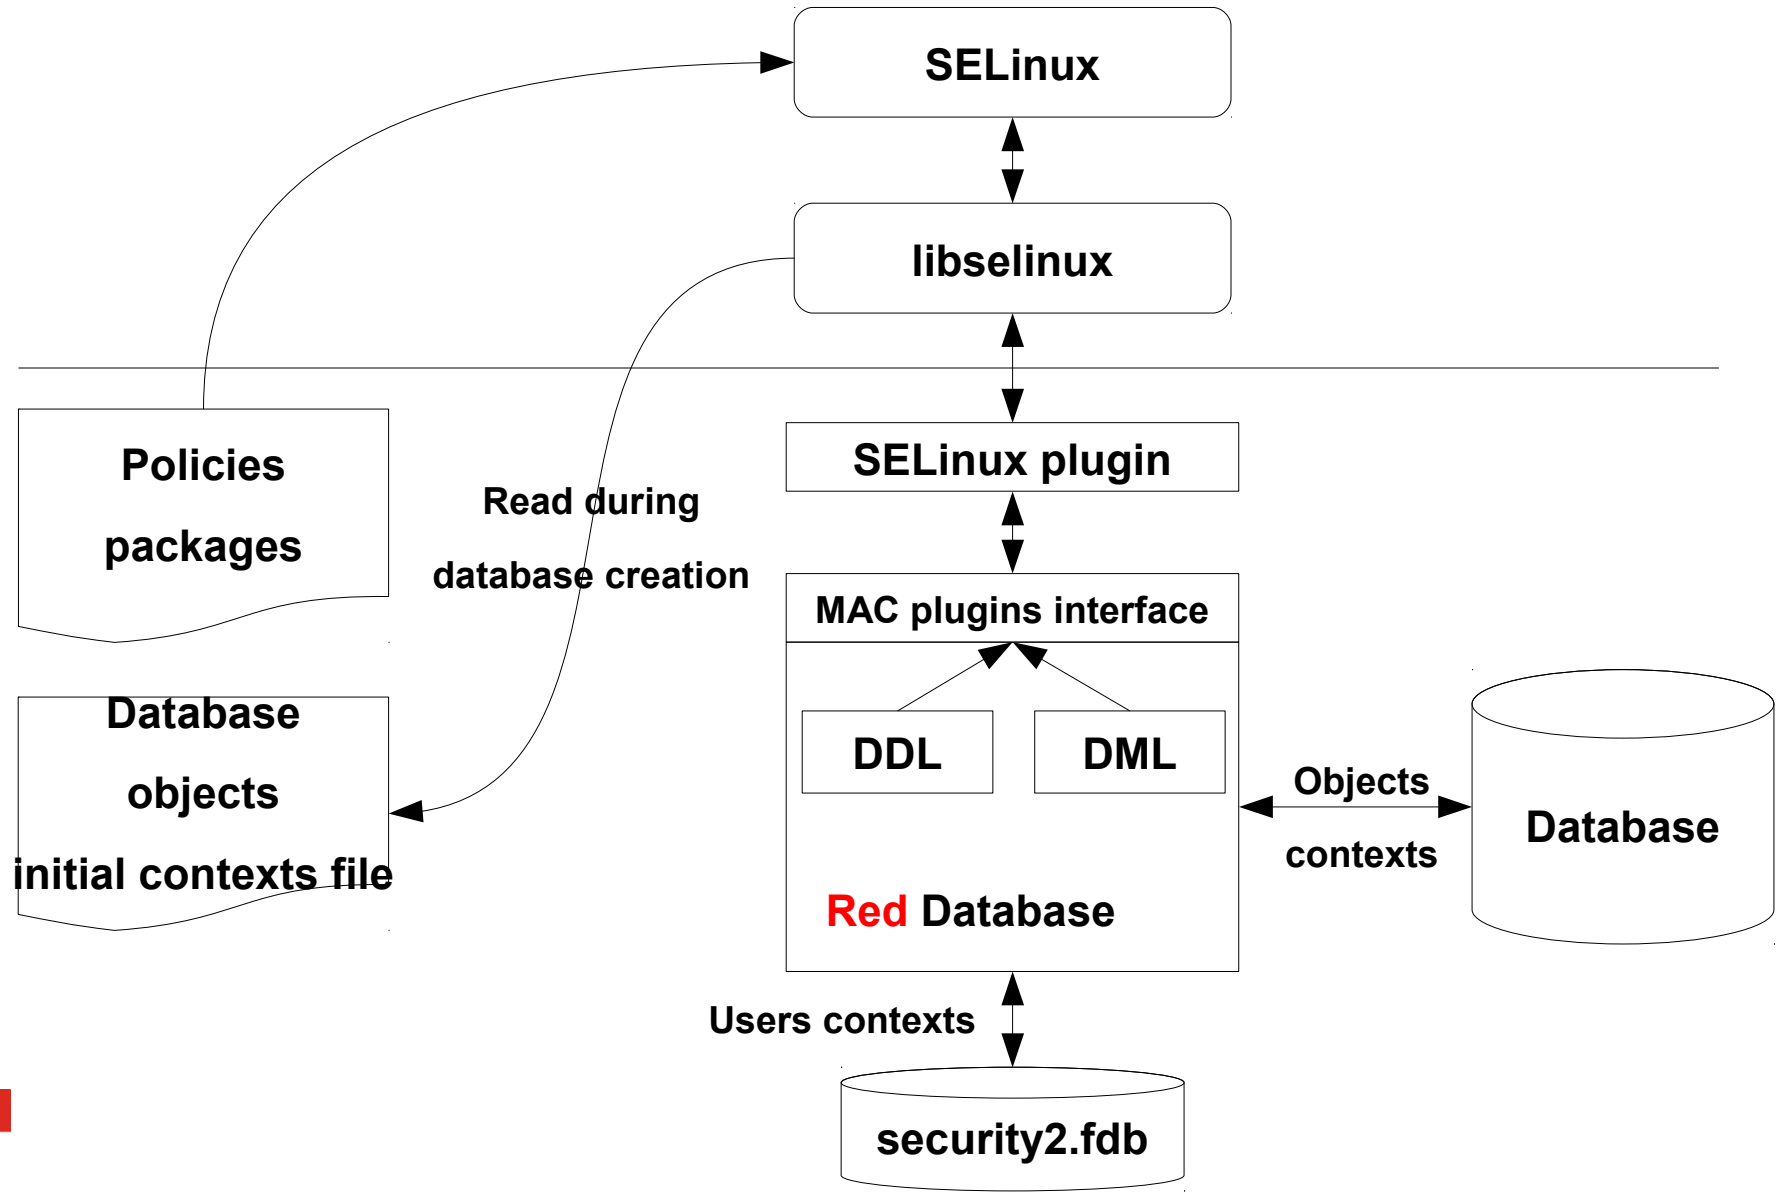 SELinux
libselinux
Policies
packages
SELinux plugin
Read during
database creation
MAC plugins interface
Database
objects
initial contexts file
DDL
DML
Objects
contexts
Database
Red Database
Users contexts
security2.fdb